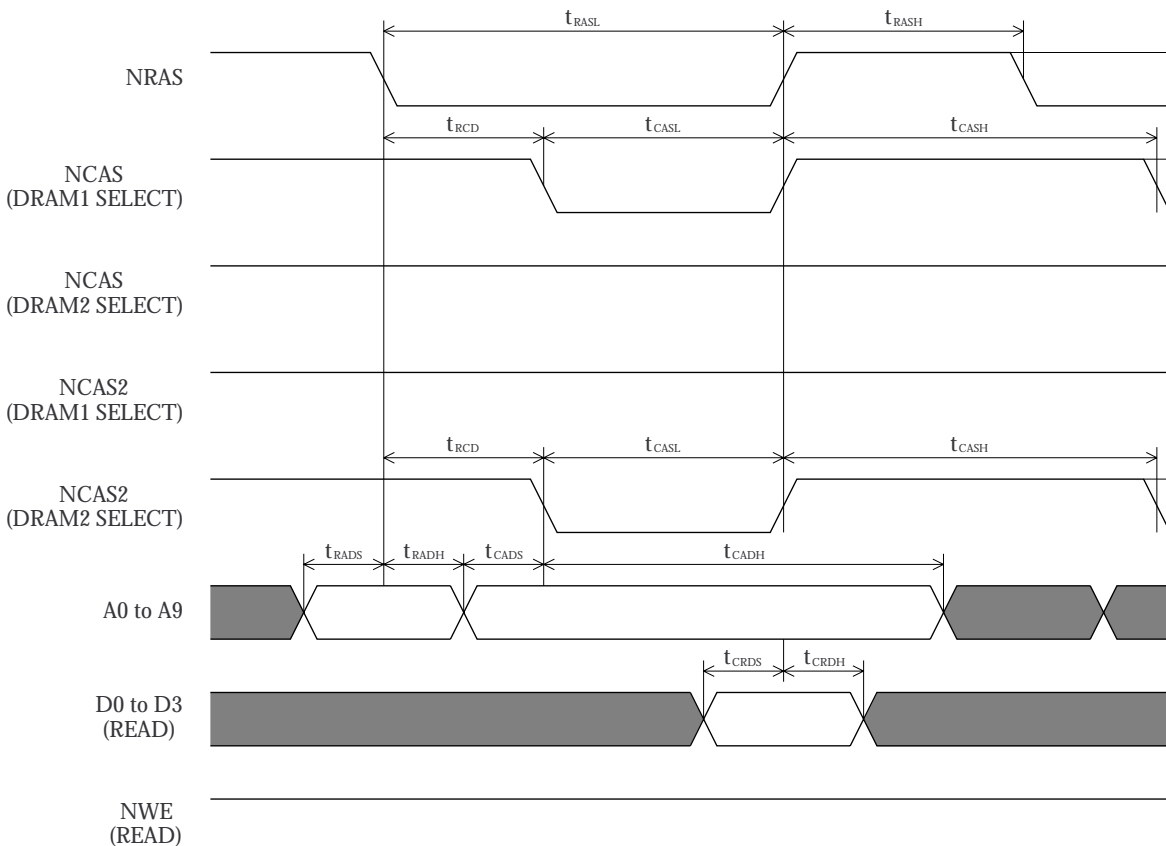 tRASL tRASH
NRAS
tRCD tCASL tCASH
NCAS
(DRAM1 SELECT)
NCAS
(DRAM2 SELECT)
NCAS2
(DRAM1 SELECT)
tRCD tCASL tCASH
NCAS2
(DRAM2 SELECT)
tRADS tRADH tCADS tCADH
A0 to A9
tCRDS tCRDH
D0 to D3
(READ)
NWE
(READ)